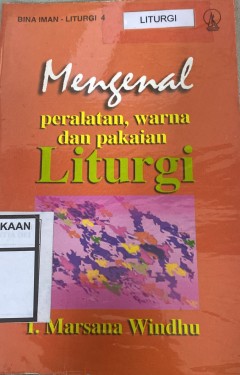 BINA IMAN - LITURGI 4
LITURGI
Mengenal
peralatan, warna
dan pakaian
Liturgi
KAAN
I. Marsana Windhu